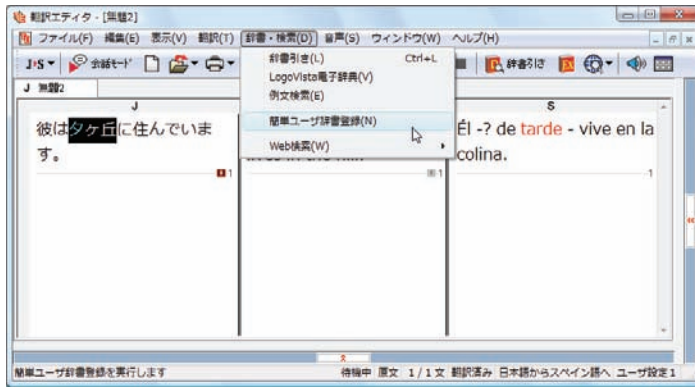 翻訳エディタ - [無題2]
ファイル(F) 編集(E) 表示(V) 翻訳(T) 辞書・検索(D) 音声(S) ウィンドウ(W) ヘルプ(H)
J›S 会話モード 辞書引き
辞書引き(L) Ctrl+L
LogoVista電子辞典(V)
例文検索(E)
簡単ユーザ辞書登録(N)
Web検索(W)
J 無題2
J S
彼は夕ヶ丘に住んでいま
す。
1
1
Él -? de tarde - vive en la
colina.
1
簡単ユーザ辞書登録を実行します 待機中 原文 1/1文 翻訳済み 日本語からスペイン語へ ユーザ設定1